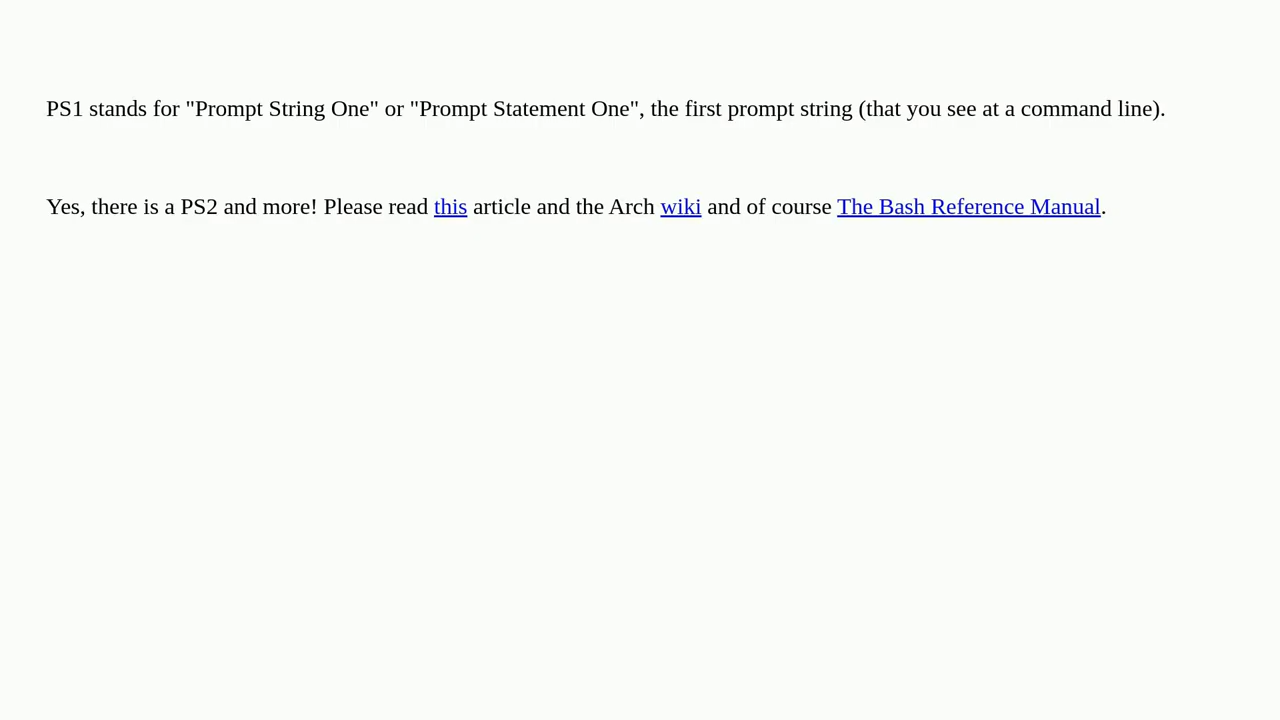 PS1 stands for "Prompt String One" or "Prompt Statement One", the first prompt string (that you see at a command line).
Yes, there is a PS2 and more! Please read this article and the Arch wiki and of course The Bash Reference Manual.